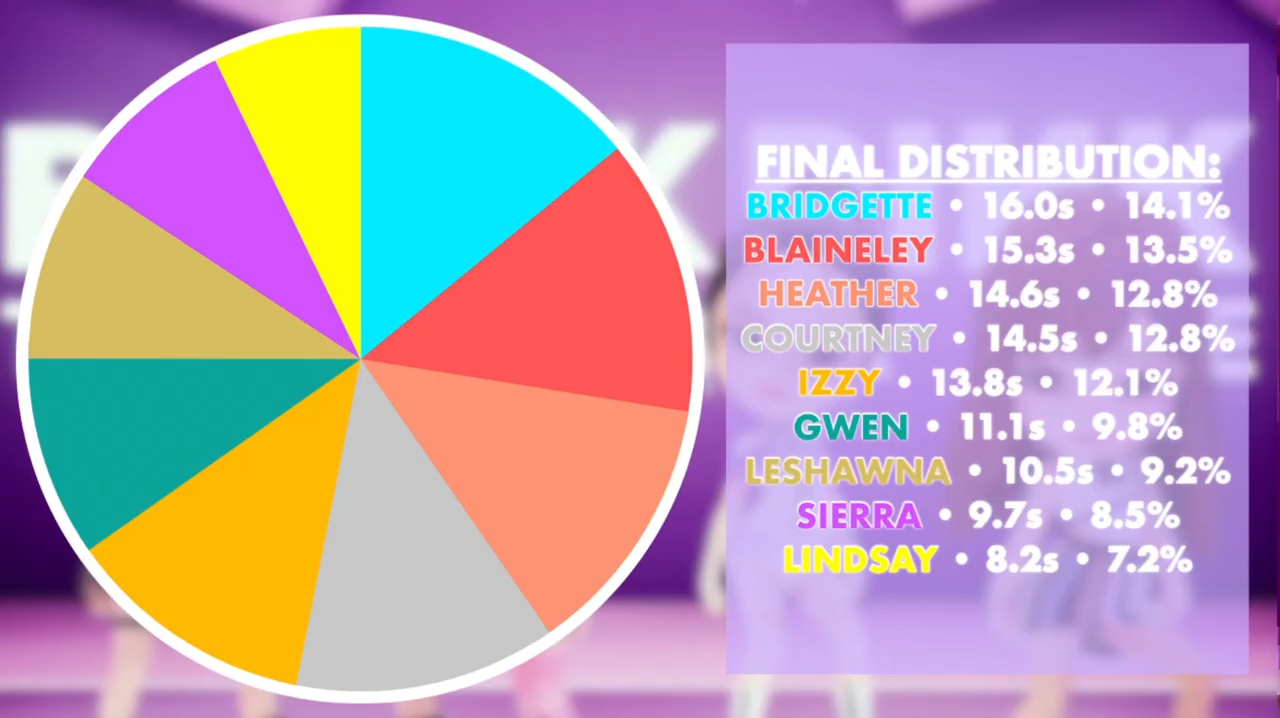 FINAL DISTRIBUTION:
BRIDGETTE • 16.0s • 14.1%
BLAINELEY • 15.3s • 13.5%
HEATHER • 14.6s • 12.8%
COURTNEY • 14.5s • 12.8%
IZZY • 13.8s • 12.1%
GWEN • 11.1s • 9.8%
LESHAWNA • 10.5s • 9.2%
SIERRA • 9.7s • 8.5%
LINDSAY • 8.2s • 7.2%